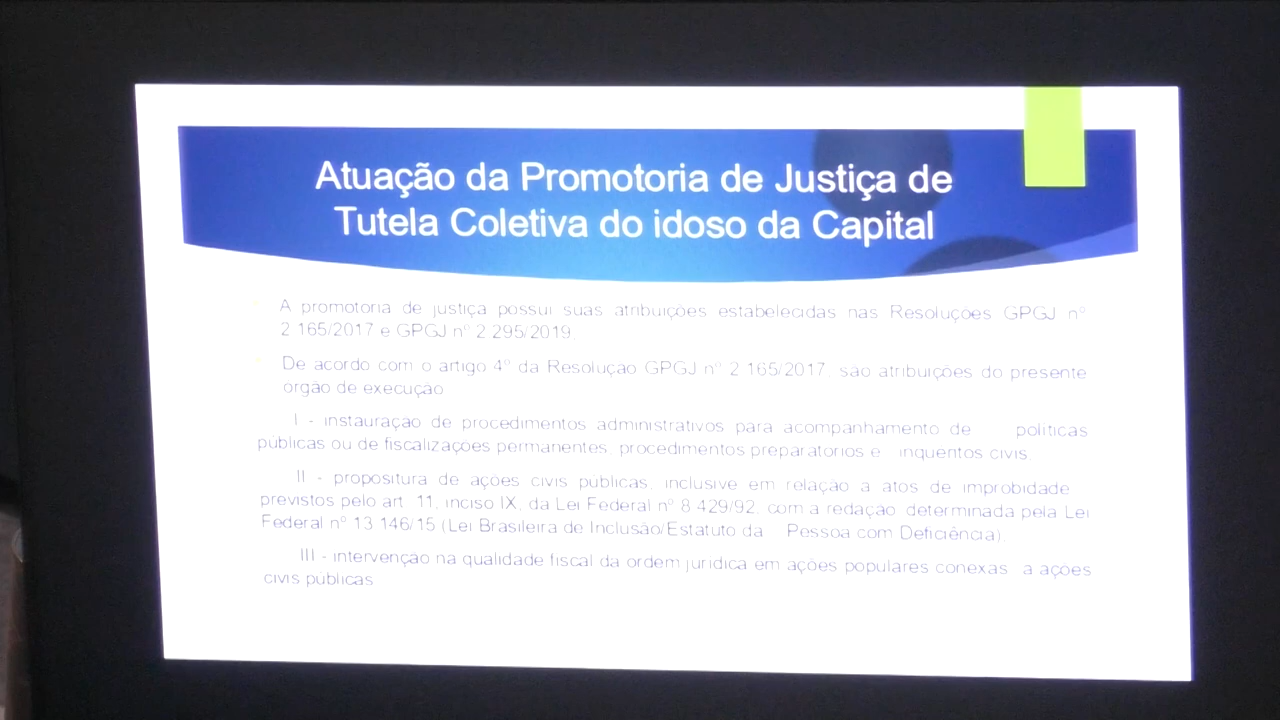 Atuação da Promotoria de Justiça de
Tutela Coletiva do idoso da Capital
A promotoria de justiça possui suas atribuições estabelecidas nas Resoluções GPGJ nº
2.165/2017 e GPGJ nº 2.295/2019.
De acordo com o artigo 4º da Resolução GPGJ nº 2.165/2017, são atribuições do presente
órgão de execução
I - instauração de procedimentos administrativos para acompanhamento de políticas
públicas ou de fiscalizações permanentes, procedimentos preparatórios e inquéritos civis.
II - propositura de ações civis públicas, inclusive em relação a atos de improbidade
previstos pelo art. 11, inciso IX, da Lei Federal nº 8.429/92, com a redação determinada pela Lei
Federal nº 13.146/15 (Lei Brasileira de Inclusão/Estatuto da Pessoa com Deficiência).
III - intervenção na qualidade fiscal da ordem jurídica em ações populares conexas a ações
civis públicas